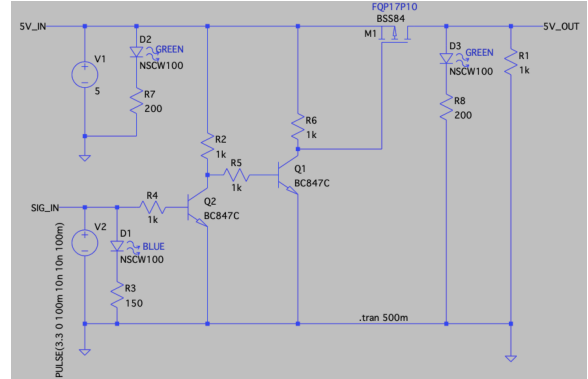 FQP17P10
BSS84
5V_IN
5V_OUT
M1
D2
GREEN
NSCW100
V1
5
R7
200
D3
GREEN
NSCW100
R1
1k
R6
1k
R8
200
R2
1k
R5
1k
Q1
BC847C
SIG_IN
R4
1k
Q2
BC847C
V2
D1
BLUE
NSCW100
R3
150
PULSE(3.3 0 100m 10n 10n 100m)
.tran 500m